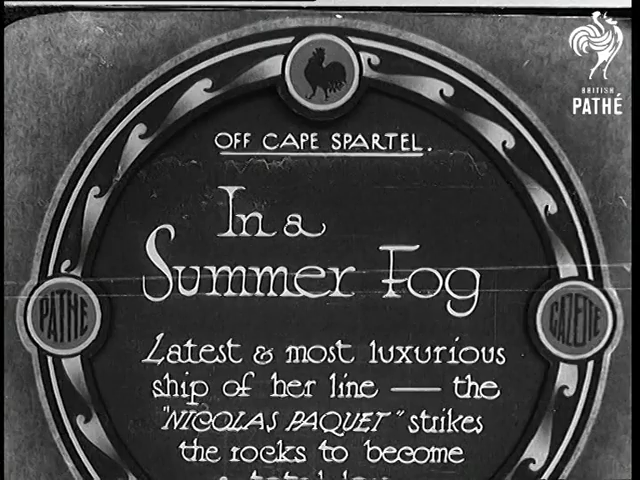 BRITISH
PATHÉ
OFF CAPE SPARTEL.
In a
Summer Fog
PATHE
GAZETTE
Latest & most luxurious
ship of her line — the
"NICOLAS PAQUET" strikes
the rocks to become